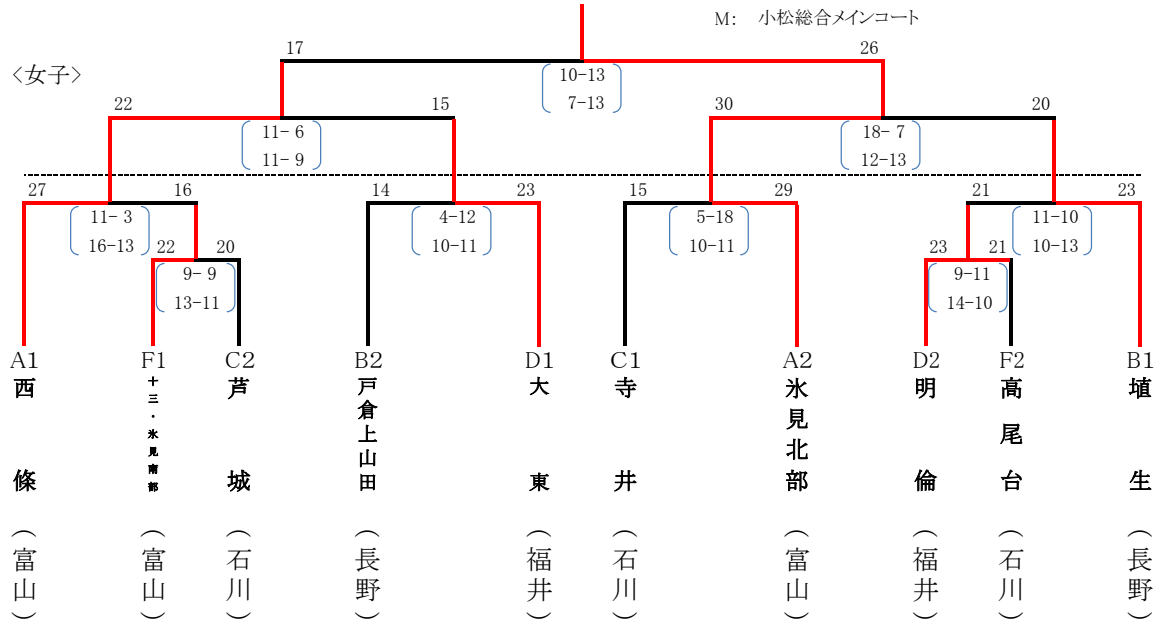 M: 小松総合メインコート
17 26
<女子>
10-13
7-13
22 15 30 20
11- 6
11- 9
18- 7
12-13
27 16 14 23 15 29 21 23
11- 3
16-13
4-12
10-11
5-18
10-11
11-10
10-13
22 20 23 21
9- 9
13-11
9-11
14-10
A1 F1 C2 B2 D1 C1 A2 D2 F2 B1
西條(富山)
十三・氷見南部(富山)
芦城(石川)
戸倉上山田(長野)
大東(福井)
寺井(石川)
氷見北部(富山)
明倫(福井)
高尾台(石川)
埴生(長野)